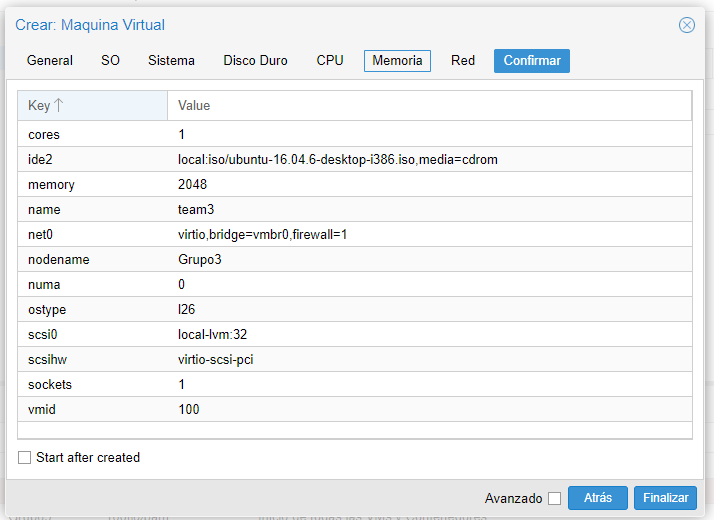 Crear: Maquina Virtual
General SO Sistema Disco Duro CPU Memoria Red Confirmar
Key Value
cores 1
ide2 local:iso/ubuntu-16.04.6-desktop-i386.iso,media=cdrom
memory 2048
name team3
net0 virtio,bridge=vmbr0,firewall=1
nodename Grupo3
numa 0
ostype l26
scsi0 local-lvm:32
scsihw virtio-scsi-pci
sockets 1
vmid 100
Start after created
Avanzado Atrás Finalizar